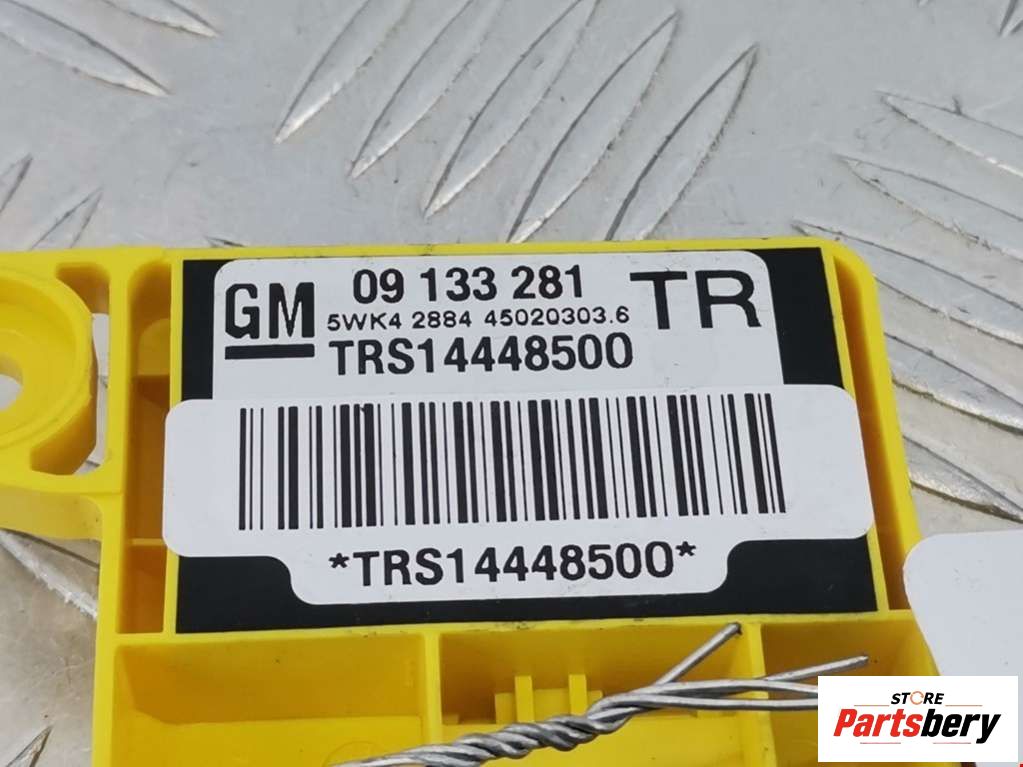 GM 09 133 281 TR
5WK4 2884 45020303.6
TRS14448500
*TRS14448500*
STORE
Partsbery